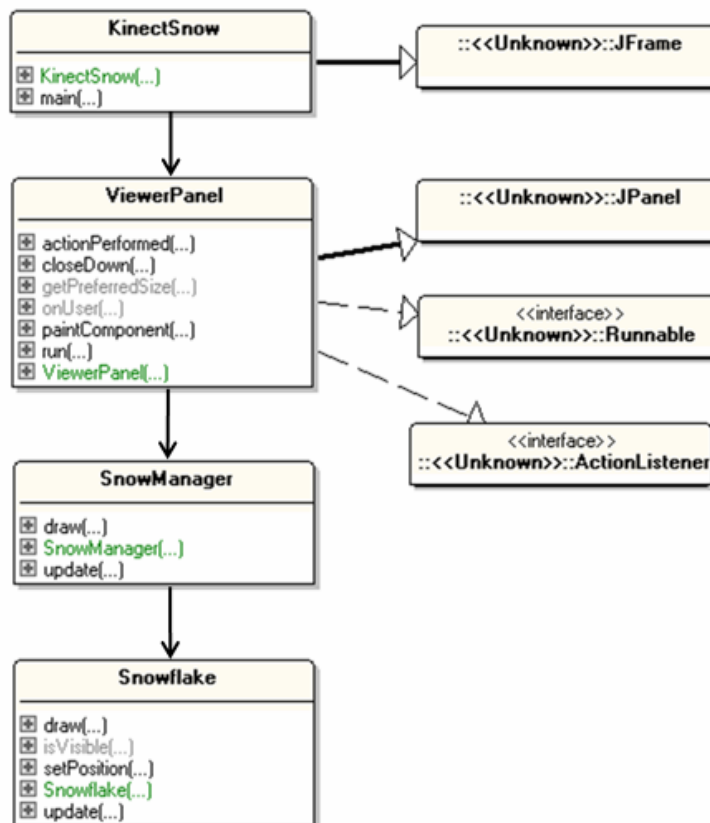 KinectSnow
KinectSnow(...)
main(...)
::<<Unknown>>::JFrame
ViewerPanel
actionPerformed(...)
closeDown(...)
getPreferredSize(...)
onUser(...)
paintComponent(...)
run(...)
ViewerPanel(...)
::<<Unknown>>::JPanel
<<interface>>
::<<Unknown>>::Runnable
<<interface>>
::<<Unknown>>::ActionListener
SnowManager
draw(...)
SnowManager(...)
update(...)
Snowflake
draw(...)
isVisible(...)
setPosition(...)
Snowflake(...)
update(...)